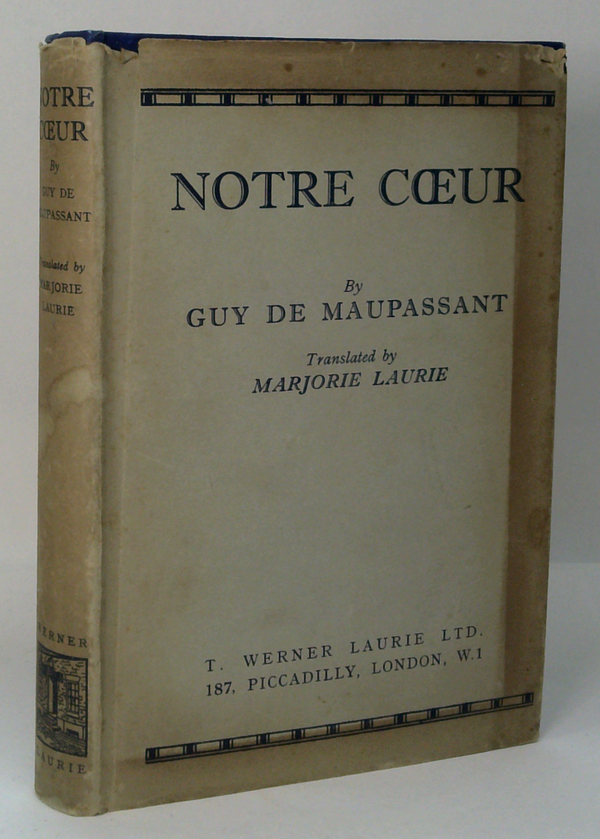 NOTRE CŒUR
By
GUY DE MAUPASSANT
Translated by
MARJORIE LAURIE
T. WERNER LAURIE LTD.
187, PICCADILLY, LONDON, W.1
NOTRE
CŒUR
By
GUY DE
MAUPASSANT
Translated by
MARJORIE
LAURIE
WERNER
LAURIE